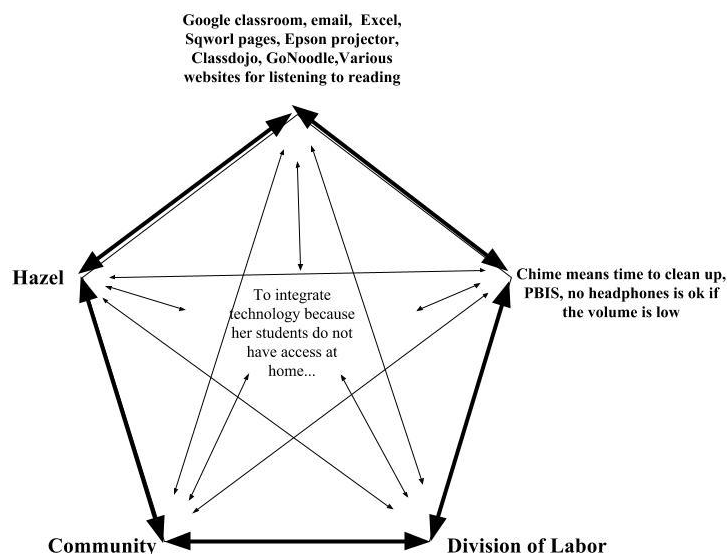 Google classroom, email, Excel,
Sqworl pages, Epson projector,
Classdojo, GoNoodle,Various
websites for listening to reading
Hazel
To integrate
technology because
her students do not
have access at
home...
Chime means time to clean up,
PBIS, no headphones is ok if
the volume is low
Community
Division of Labor